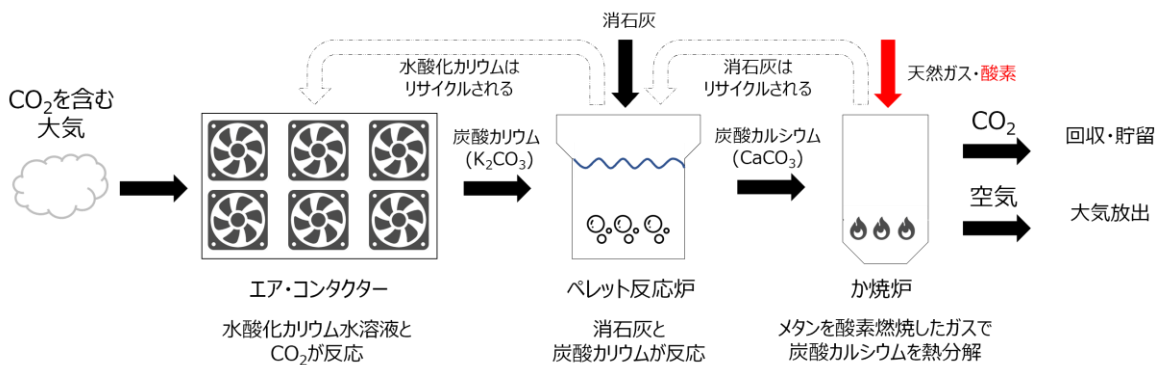 消石灰
水酸化カリウムは
リサイクルされる
消石灰は
リサイクルされる
天然ガス・酸素
CO₂を含む
大気
炭酸カリウム
(K₂CO₃)
炭酸カルシウム
(CaCO₃)
CO₂
回収・貯留
空気
大気放出
エア・コンタクター
ペレット反応炉
か焼炉
水酸化カリウム水溶液と
CO₂が反応
消石灰と
炭酸カリウムが反応
メタンを酸素燃焼したガスで
炭酸カルシウムを熱分解